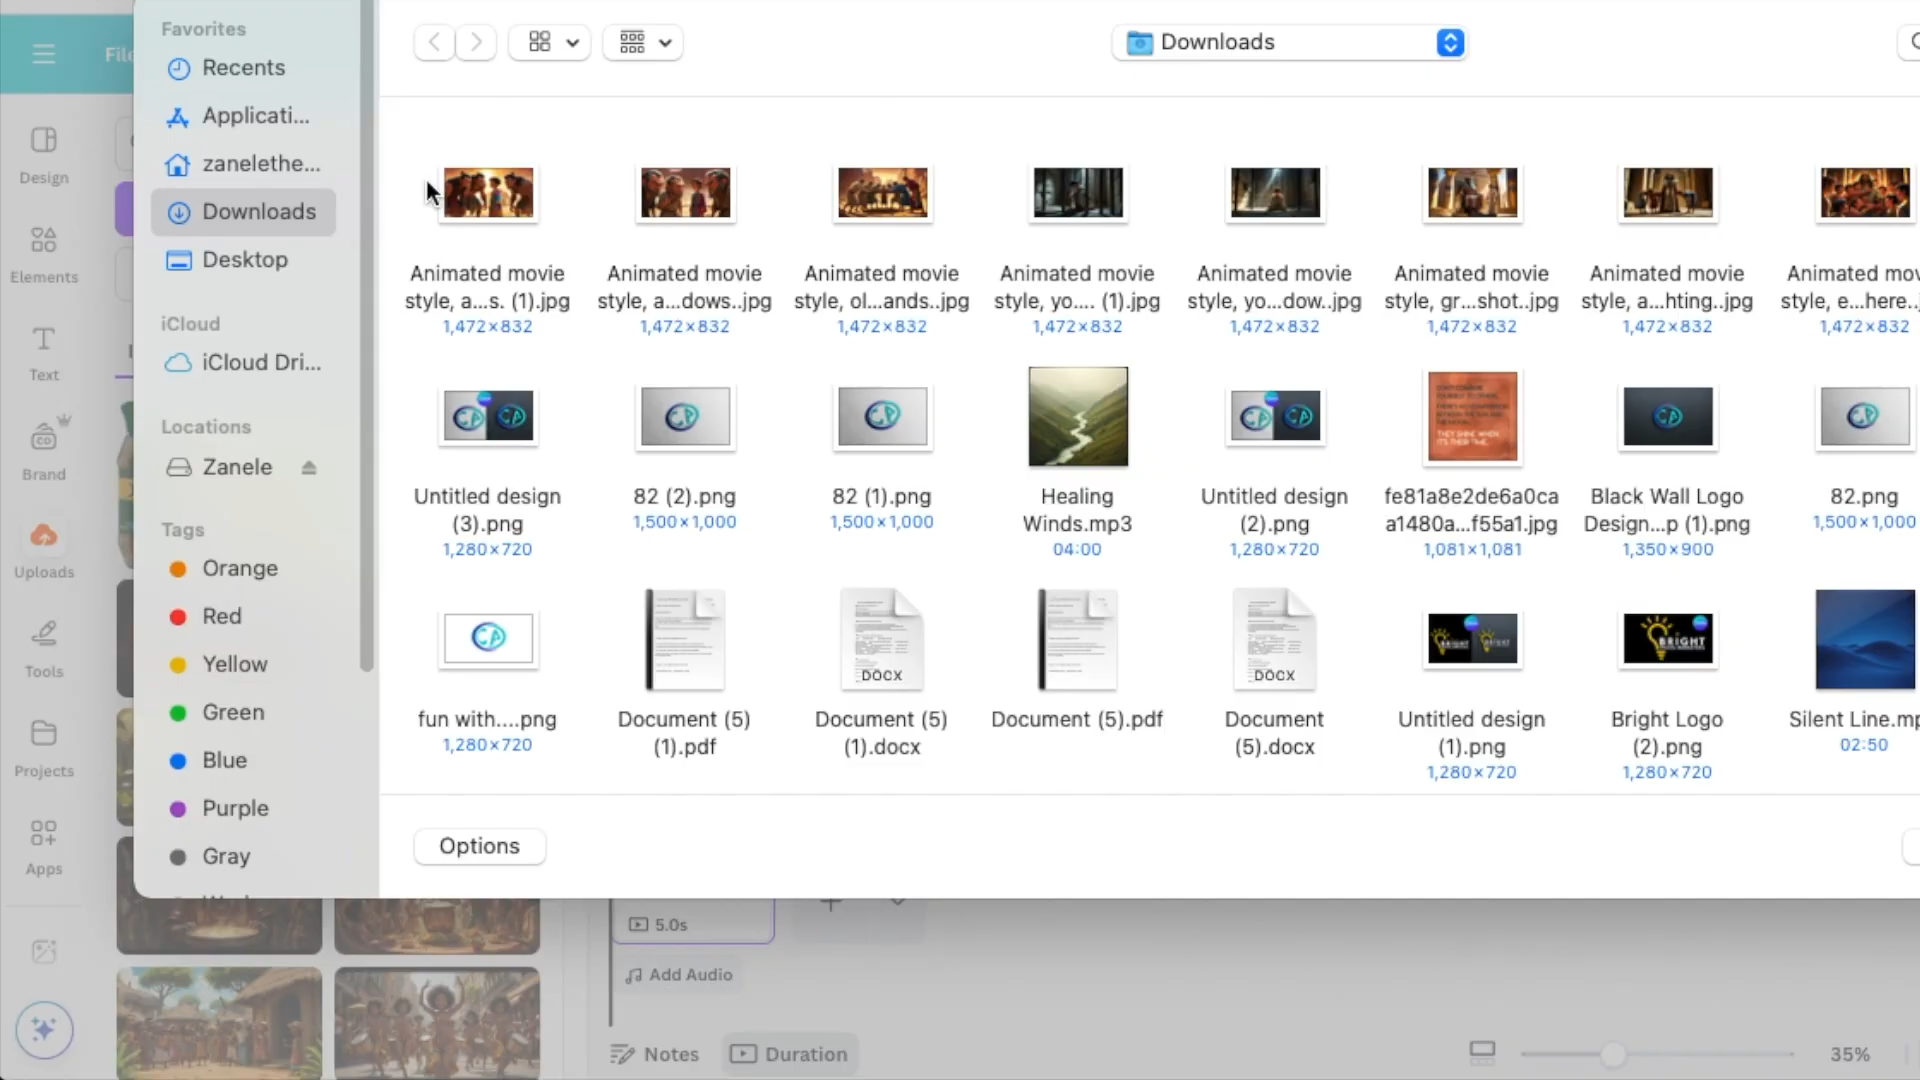 Favorites
Recents
Applicati...
zanelethe...
Downloads
Desktop
iCloud
iCloud Dri...
Locations
Zanele
Tags
Orange
Red
Yellow
Green
Blue
Purple
Gray
File
Design
Elements
Text
Brand
Uploads
Tools
Projects
Apps
Downloads
Animated movie
style, a...s. (1).jpg
1,472×832
Animated movie
style, a...dows..jpg
1,472×832
Animated movie
style, ol...ands..jpg
1,472×832
Animated movie
style, yo.... (1).jpg
1,472×832
Animated movie
style, yo...dow..jpg
1,472×832
Animated movie
style, gr...shot..jpg
1,472×832
Animated movie
style, a...hting..jpg
1,472×832
Animated mov
style, e...here..
1,472×832
Untitled design
(3).png
1,280×720
82 (2).png
1,500×1,000
82 (1).png
1,500×1,000
Healing
Winds.mp3
04:00
Untitled design
(2).png
1,280×720
THEY SHINE WHEN
IT'S THEIR TIME.
fe81a8e2de6a0ca
a1480a...f55a1.jpg
1,081×1,081
Black Wall Logo
Design...p (1).png
1,350×900
82.png
1,500×1,000
fun with....png
1,280×720
Document (5)
(1).pdf
DOCX
Document (5)
(1).docx
Document (5).pdf
DOCX
Document
(5).docx
Untitled design
(1).png
1,280×720
BRIGHT
Bright Logo
(2).png
1,280×720
Silent Line.mp
02:50
Options
5.0s
Add Audio
Notes
Duration
35%